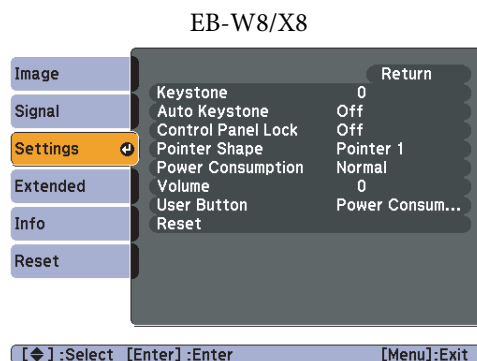 EB-W8/X8
Image
Signal
Settings
Extended
Info
Reset
Return
Keystone 0
Auto Keystone Off
Control Panel Lock Off
Pointer Shape Pointer 1
Power Consumption Normal
Volume 0
User Button Power Consum...
Reset
[◆] :Select [Enter] :Enter [Menu]:Exit